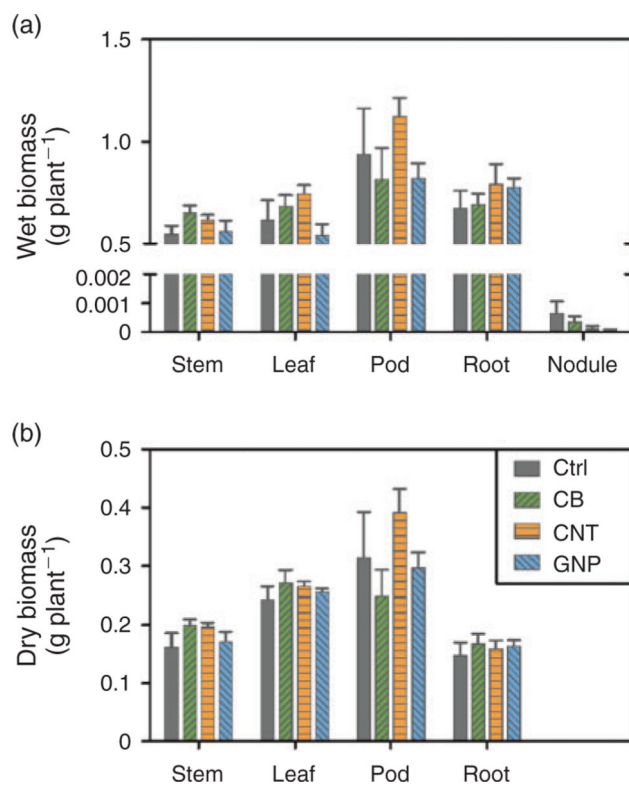 (a)
Wet biomass
(g plant⁻¹)
1.5
1.0
0.5
0.002
0.001
0
Stem Leaf Pod Root Nodule
(b)
Dry biomass
(g plant⁻¹)
0.5
0.4
0.3
0.2
0.1
0
Ctrl
CB
CNT
GNP
Stem Leaf Pod Root